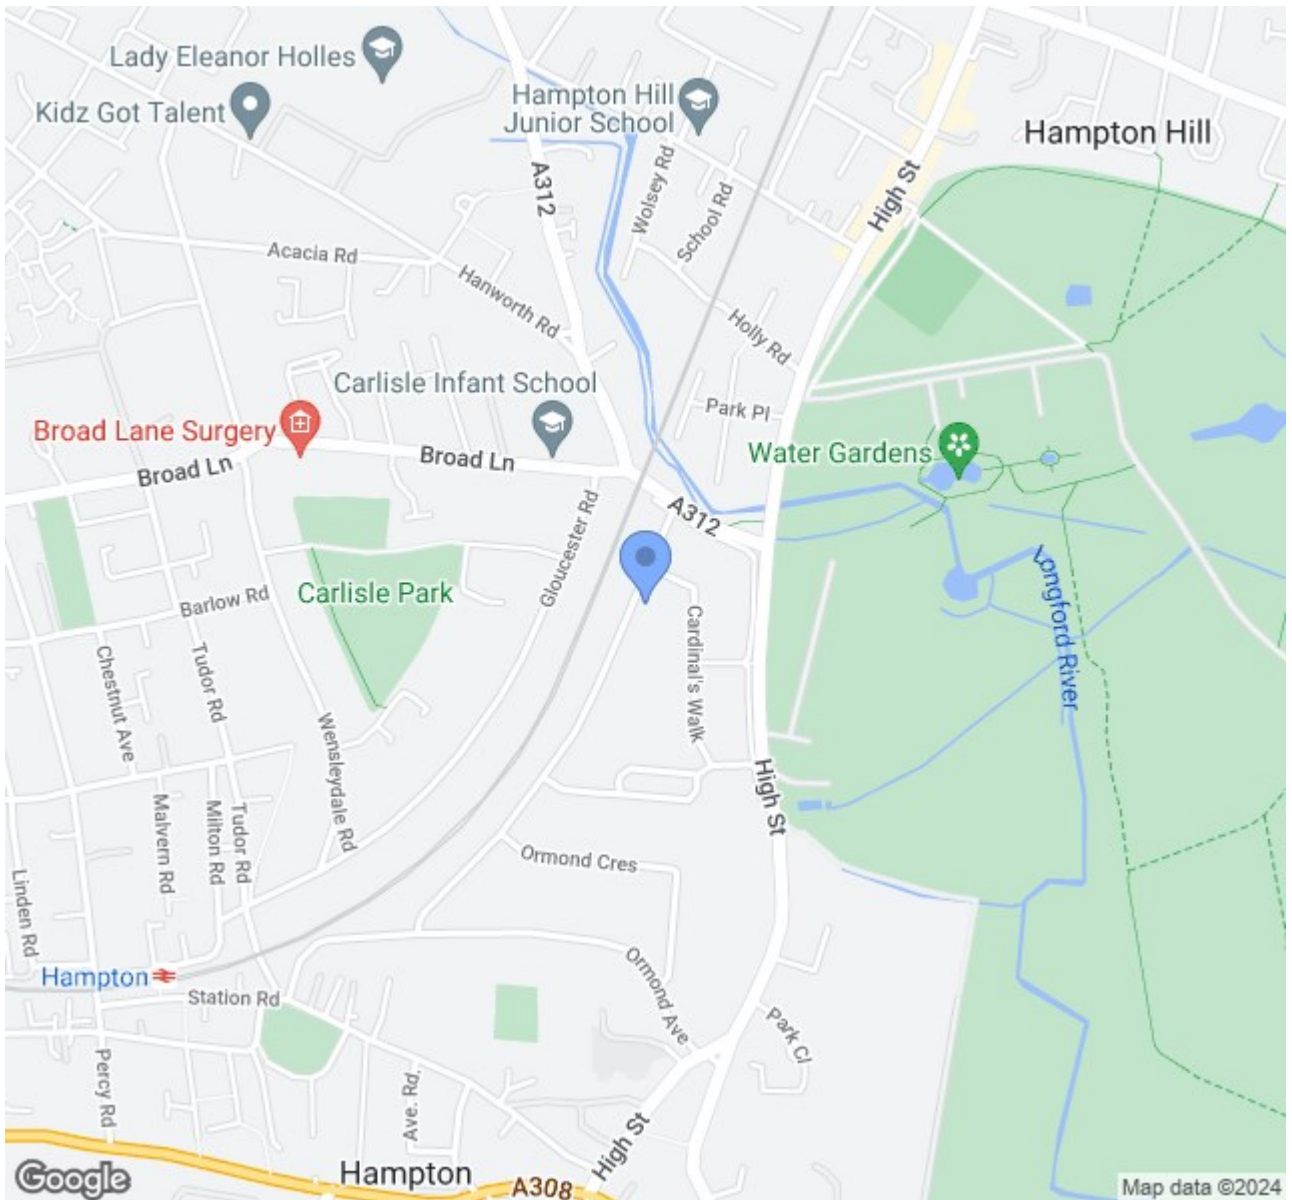 Lady Eleanor Holles
Kidz Got Talent
Hampton Hill
Junior School
Hampton Hill
A312
Wolsey Rd
School Rd
High St
Acacia Rd
Hanworth Rd
Holly Rd
Carlisle Infant School
Park Pl
Broad Lane Surgery
Broad Ln
Broad Ln
Water Gardens
A312
Gloucester Rd
Carlisle Park
Barlow Rd
Longford River
Cardinal's Walk
Chestnut Ave
Tudor Rd
Wensleydale Rd
High St
Malvern Rd
Milton Rd
Tudor Rd
Ormond Cres
Linden Rd
Hampton
Station Rd
Ormond Ave
Park Cl
Percy Rd
Ave. Rd.
High St
Hampton
A308
Google
Map data ©2024